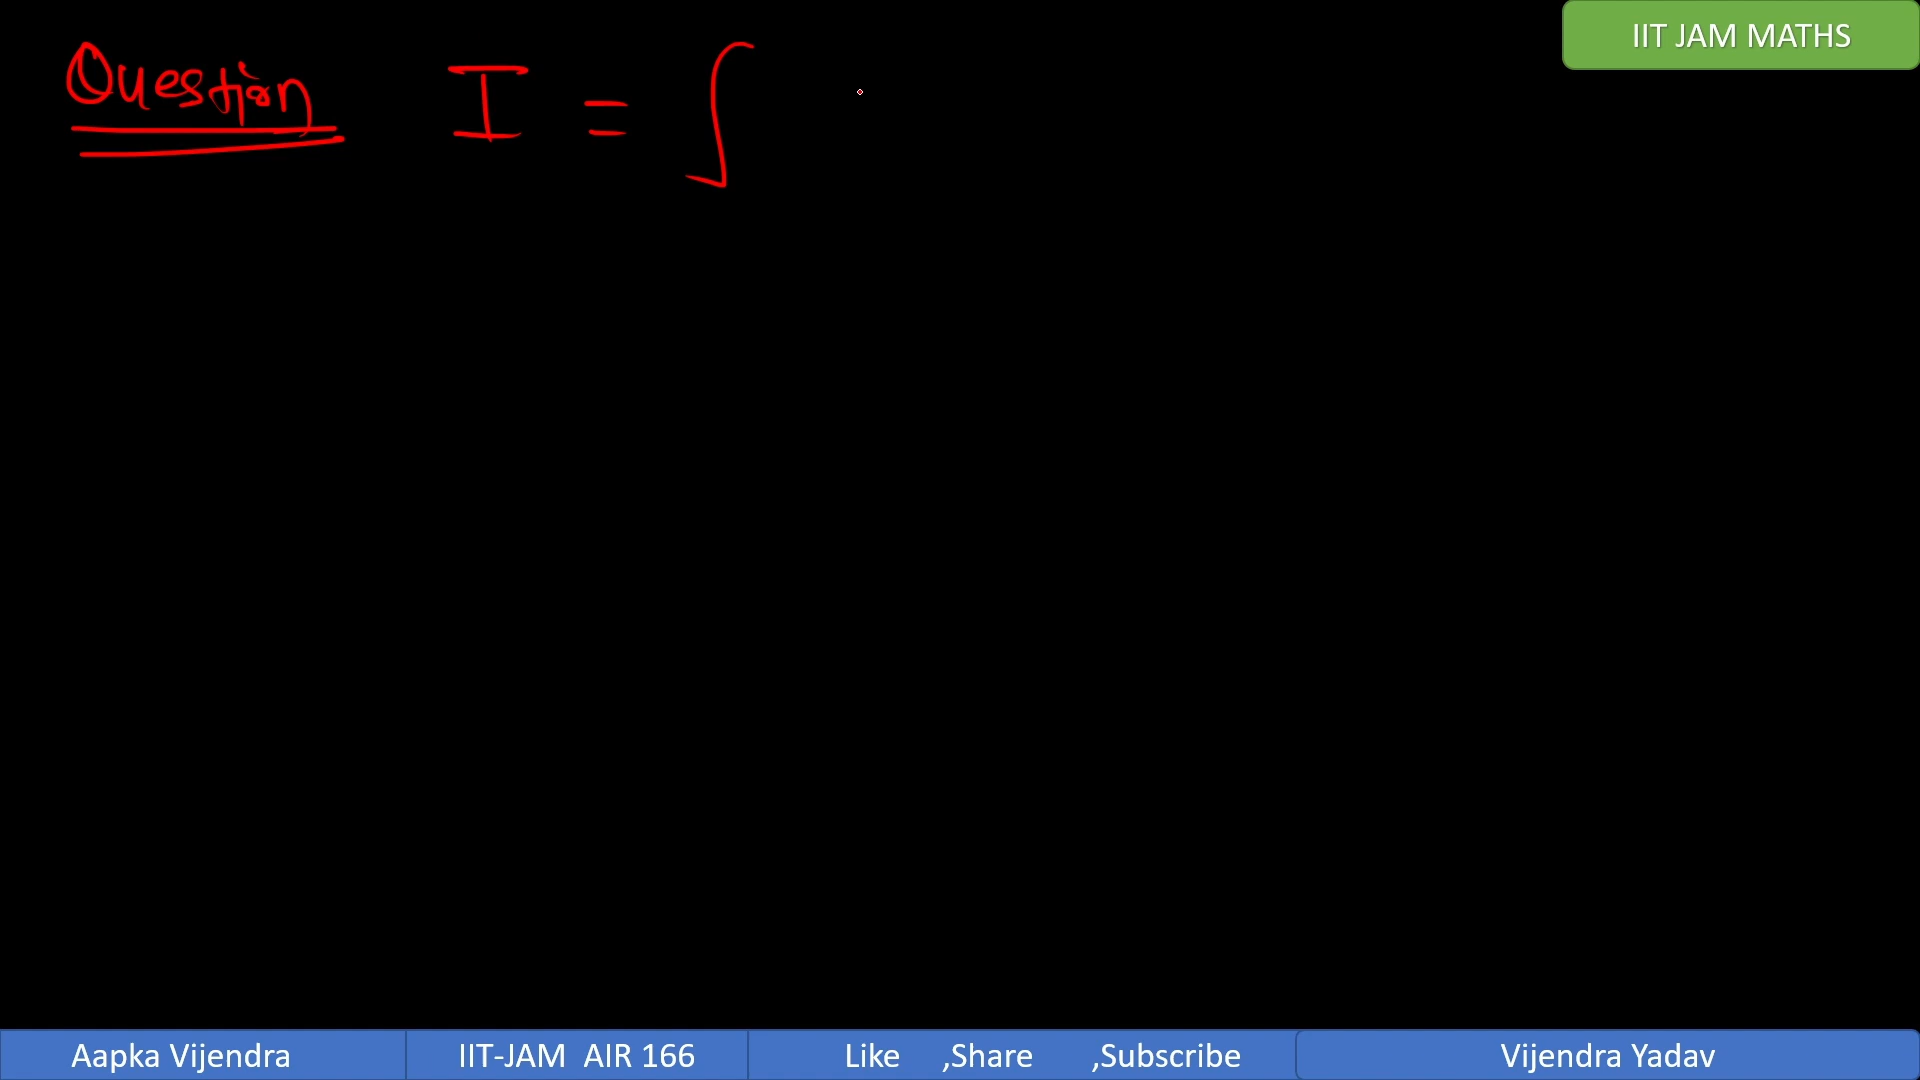 IIT JAM MATHS
Question I = ∫
Aapka Vijendra IIT-JAM AIR 166 Like ,Share ,Subscribe Vijendra Yadav